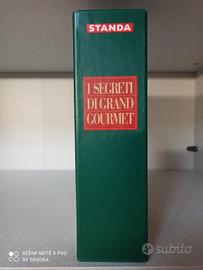 STANDA
I SEGRETI
DI GRAND
GOURMET
REDMI NOTE 8 PRO
BY DEBORA
subito